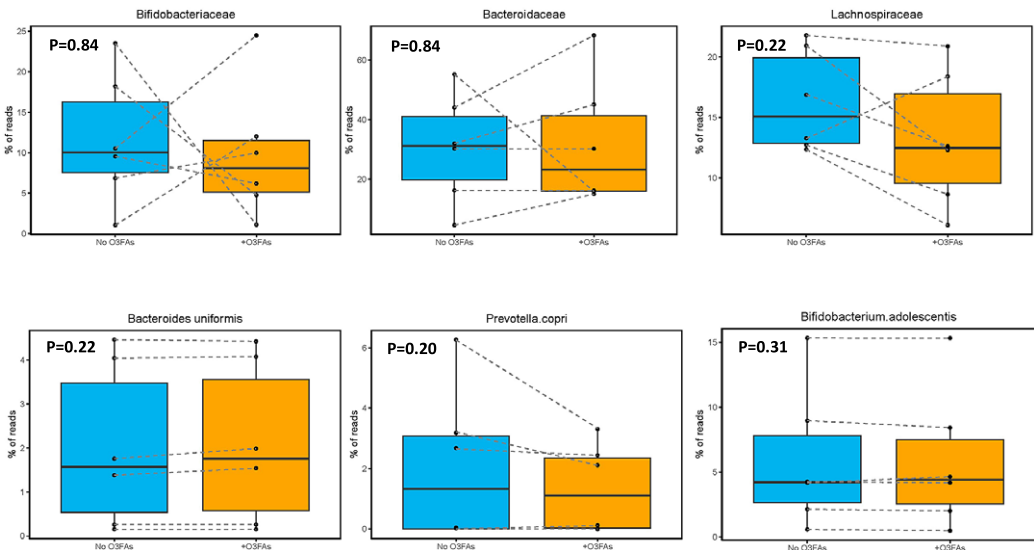 Bifidobacteriaceae
P=0.84
25
20
15
10
5
0
% of reads
No O3FAs
+O3FAs
Bacteroidaceae
P=0.84
60
40
20
% of reads
No O3FAs
+O3FAs
Lachnospiraceae
P=0.22
20
15
10
% of reads
No O3FAs
+O3FAs
Bacteroides uniformis
P=0.22
4
3
2
1
0
% of reads
No O3FAs
+O3FAs
Prevotella.copri
P=0.20
6
4
2
0
% of reads
No O3FAs
+O3FAs
Bifidobacterium.adolescentis
P=0.31
15
10
5
0
% of reads
No O3FAs
+O3FAs